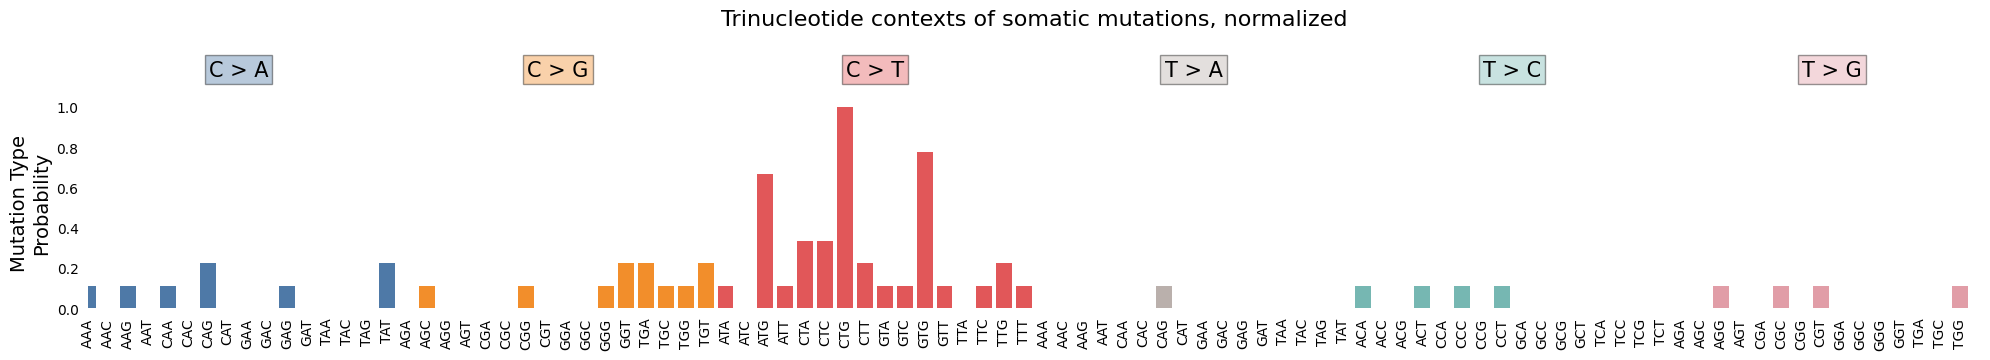 Trinucleotide contexts of somatic mutations, normalized
C > A C > G C > T T > A T > C T > G
Mutation Type
Probability
1.0
0.8
0.6
0.4
0.2
0.0
AAA AAC AAG AAT CAA CAC CAG CAT GAA GAC GAG GAT TAA TAC TAG TAT AGA AGC AGG AGT CGA CGC CGG CGT GGA GGC GGG GGT TGA TGC TGG TGT ATA ATC ATG ATT CTA CTC CTG CTT GTA GTC GTG GTT TTA TTC TTG TTT AAA AAC AAG AAT CAA CAC CAG CAT GAA GAC GAG GAT TAA TAC TAG TAT ACA ACC ACG ACT CCA CCC CCG CCT GCA GCC GCG GCT TCA TCC TCG TCT AGA AGC AGG AGT CGA CGC CGG CGT GGA GGC GGG GGT TGA TGC TGG